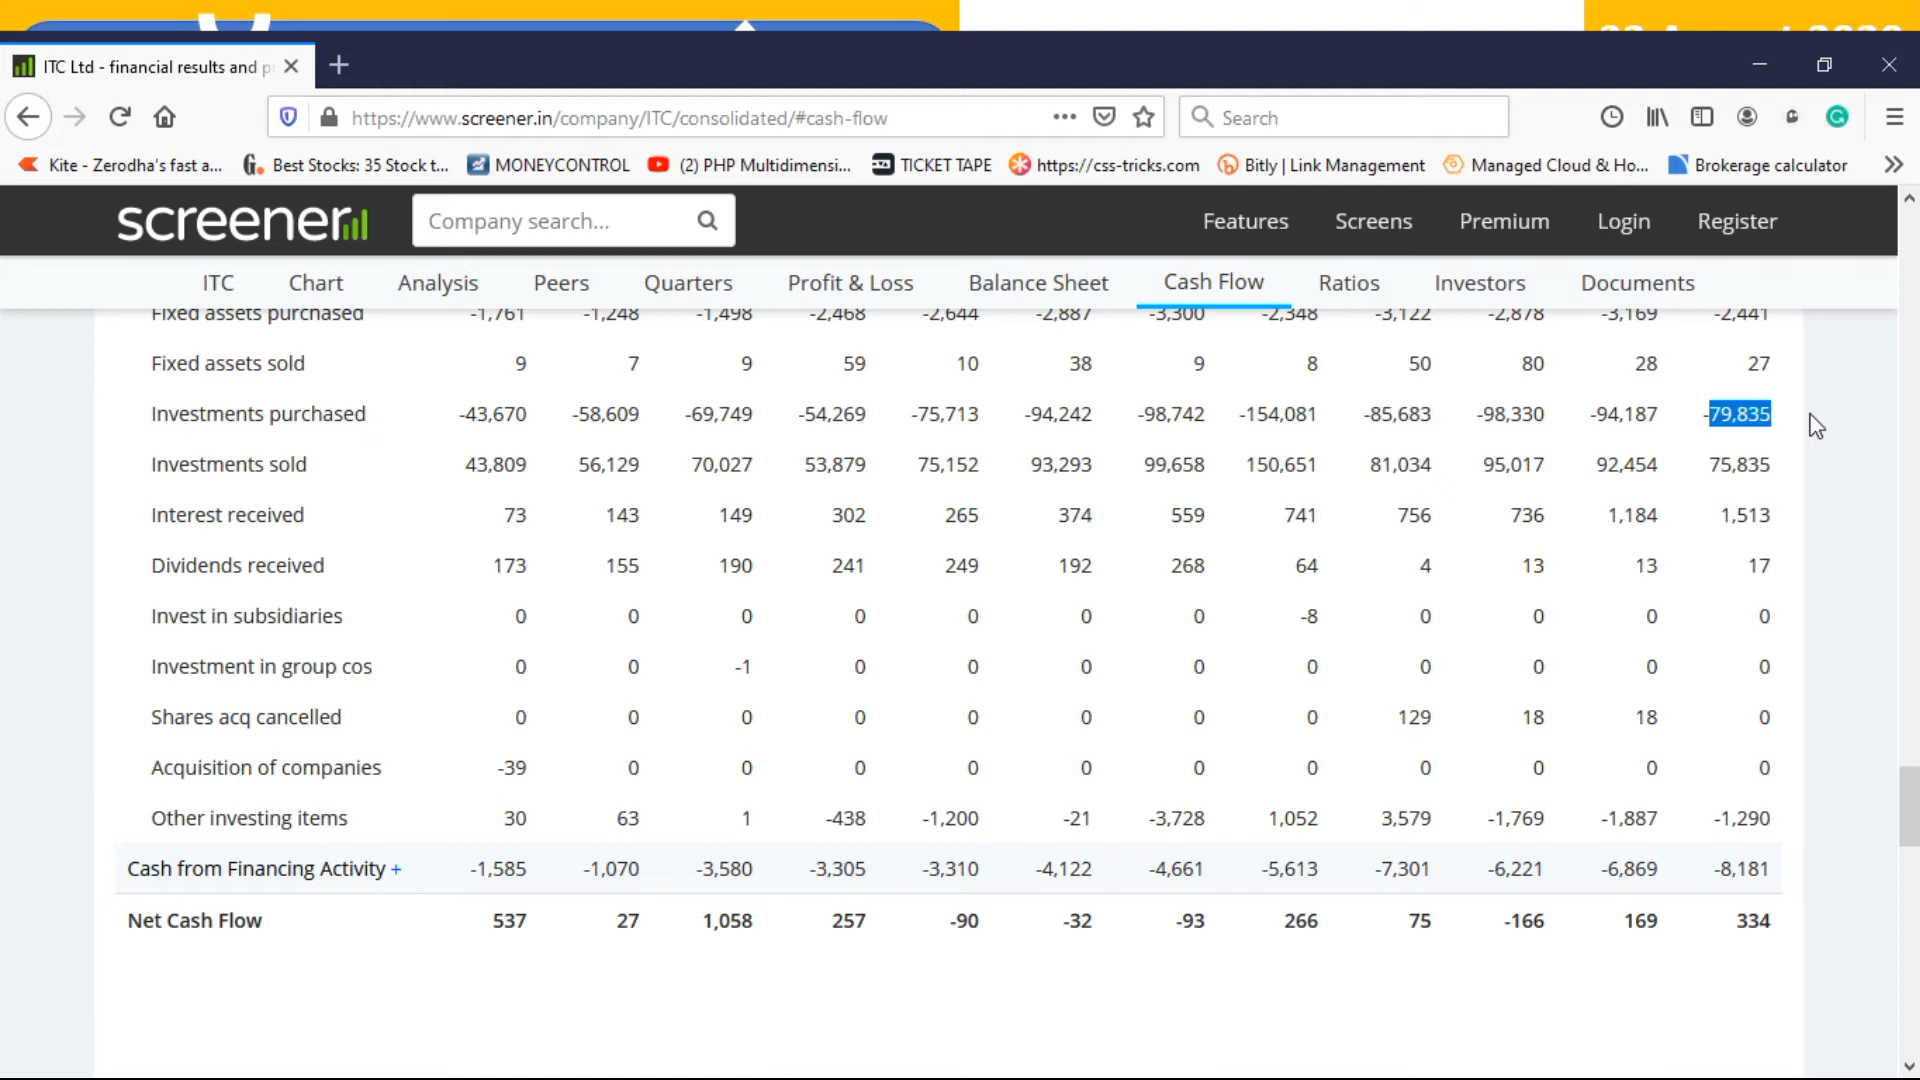 ITC Ltd - financial results and p
https://www.screener.in/company/ITC/consolidated/#cash-flow
Search
Kite - Zerodha's fast a... Best Stocks: 35 Stock t... MONEYCONTROL (2) PHP Multidimensi... TICKET TAPE https://css-tricks.com Bitly | Link Management Managed Cloud & Ho... Brokerage calculator
screener Company search... Features Screens Premium Login Register
ITC Chart Analysis Peers Quarters Profit & Loss Balance Sheet Cash Flow Ratios Investors Documents
Fixed assets purchased -1,761 -1,248 -1,498 -2,468 -2,644 -2,887 -3,300 -2,348 -3,122 -2,878 -3,169 -2,441
Fixed assets sold 9 7 9 59 10 38 9 8 50 80 28 27
Investments purchased -43,670 -58,609 -69,749 -54,269 -75,713 -94,242 -98,742 -154,081 -85,683 -98,330 -94,187 -79,835
Investments sold 43,809 56,129 70,027 53,879 75,152 93,293 99,658 150,651 81,034 95,017 92,454 75,835
Interest received 73 143 149 302 265 374 559 741 756 736 1,184 1,513
Dividends received 173 155 190 241 249 192 268 64 4 13 13 17
Invest in subsidiaries 0 0 0 0 0 0 0 -8 0 0 0 0
Investment in group cos 0 0 -1 0 0 0 0 0 0 0 0 0
Shares acq cancelled 0 0 0 0 0 0 0 0 129 18 18 0
Acquisition of companies -39 0 0 0 0 0 0 0 0 0 0 0
Other investing items 30 63 1 -438 -1,200 -21 -3,728 1,052 3,579 -1,769 -1,887 -1,290
Cash from Financing Activity + -1,585 -1,070 -3,580 -3,305 -3,310 -4,122 -4,661 -5,613 -7,301 -6,221 -6,869 -8,181
Net Cash Flow 537 27 1,058 257 -90 -32 -93 266 75 -166 169 334